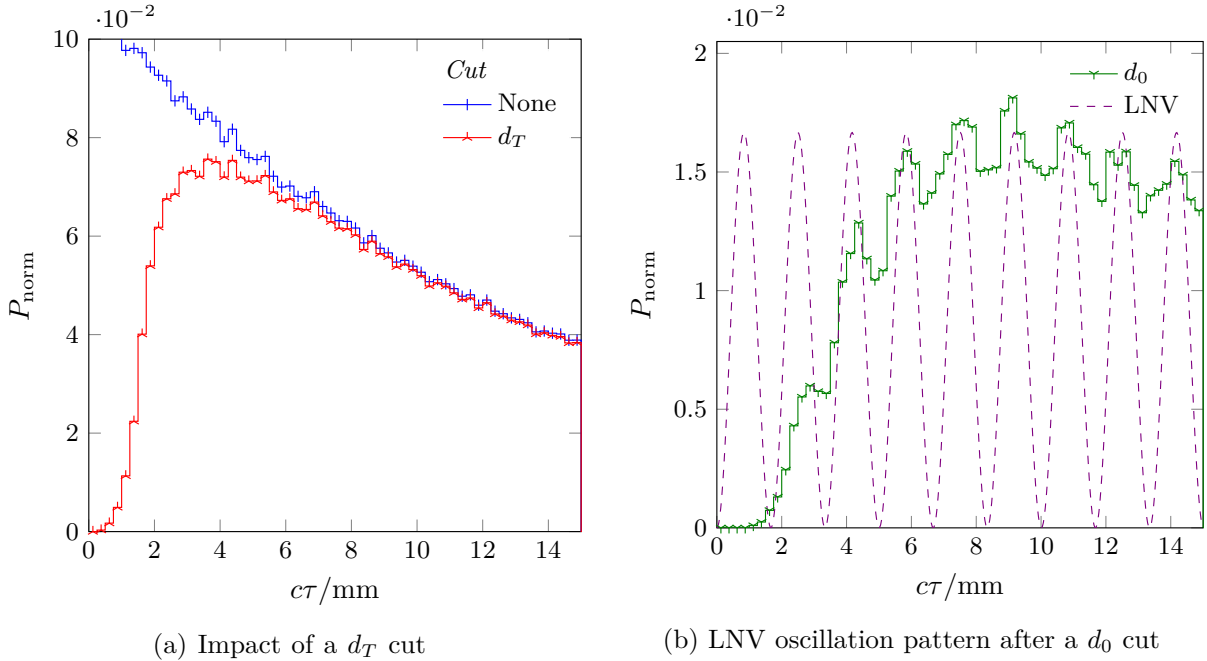 ·10⁻²
10
8
6
4
2
0
P_norm
0 2 4 6 8 10 12 14
cτ/mm
Cut
None
d_T
(a) Impact of a d_T cut
·10⁻²
2
1.5
1
0.5
0
P_norm
0 2 4 6 8 10 12 14
cτ/mm
d₀
LNV
(b) LNV oscillation pattern after a d₀ cut